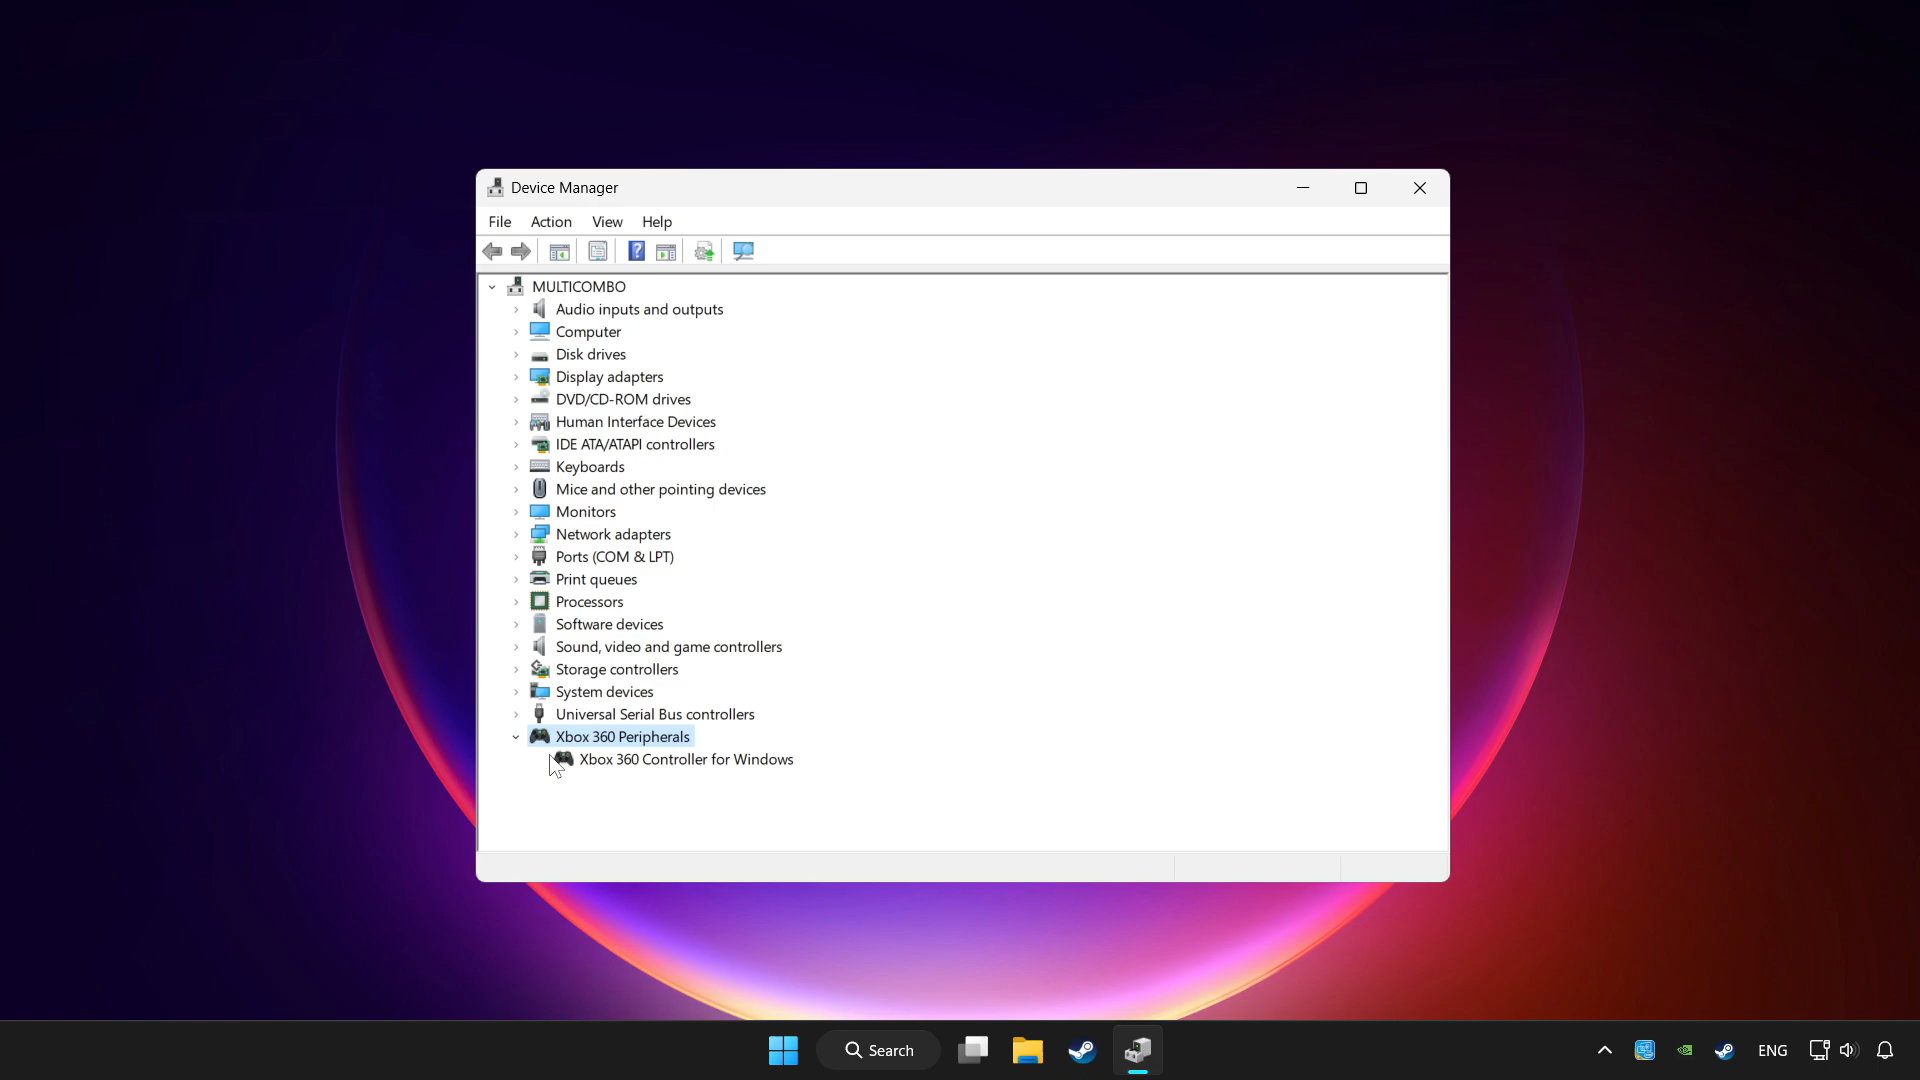 Device Manager
File Action View Help
MULTICOMBO
Audio inputs and outputs
Computer
Disk drives
Display adapters
DVD/CD-ROM drives
Human Interface Devices
IDE ATA/ATAPI controllers
Keyboards
Mice and other pointing devices
Monitors
Network adapters
Ports (COM & LPT)
Print queues
Processors
Software devices
Sound, video and game controllers
Storage controllers
System devices
Universal Serial Bus controllers
Xbox 360 Peripherals
Xbox 360 Controller for Windows
Search
ENG